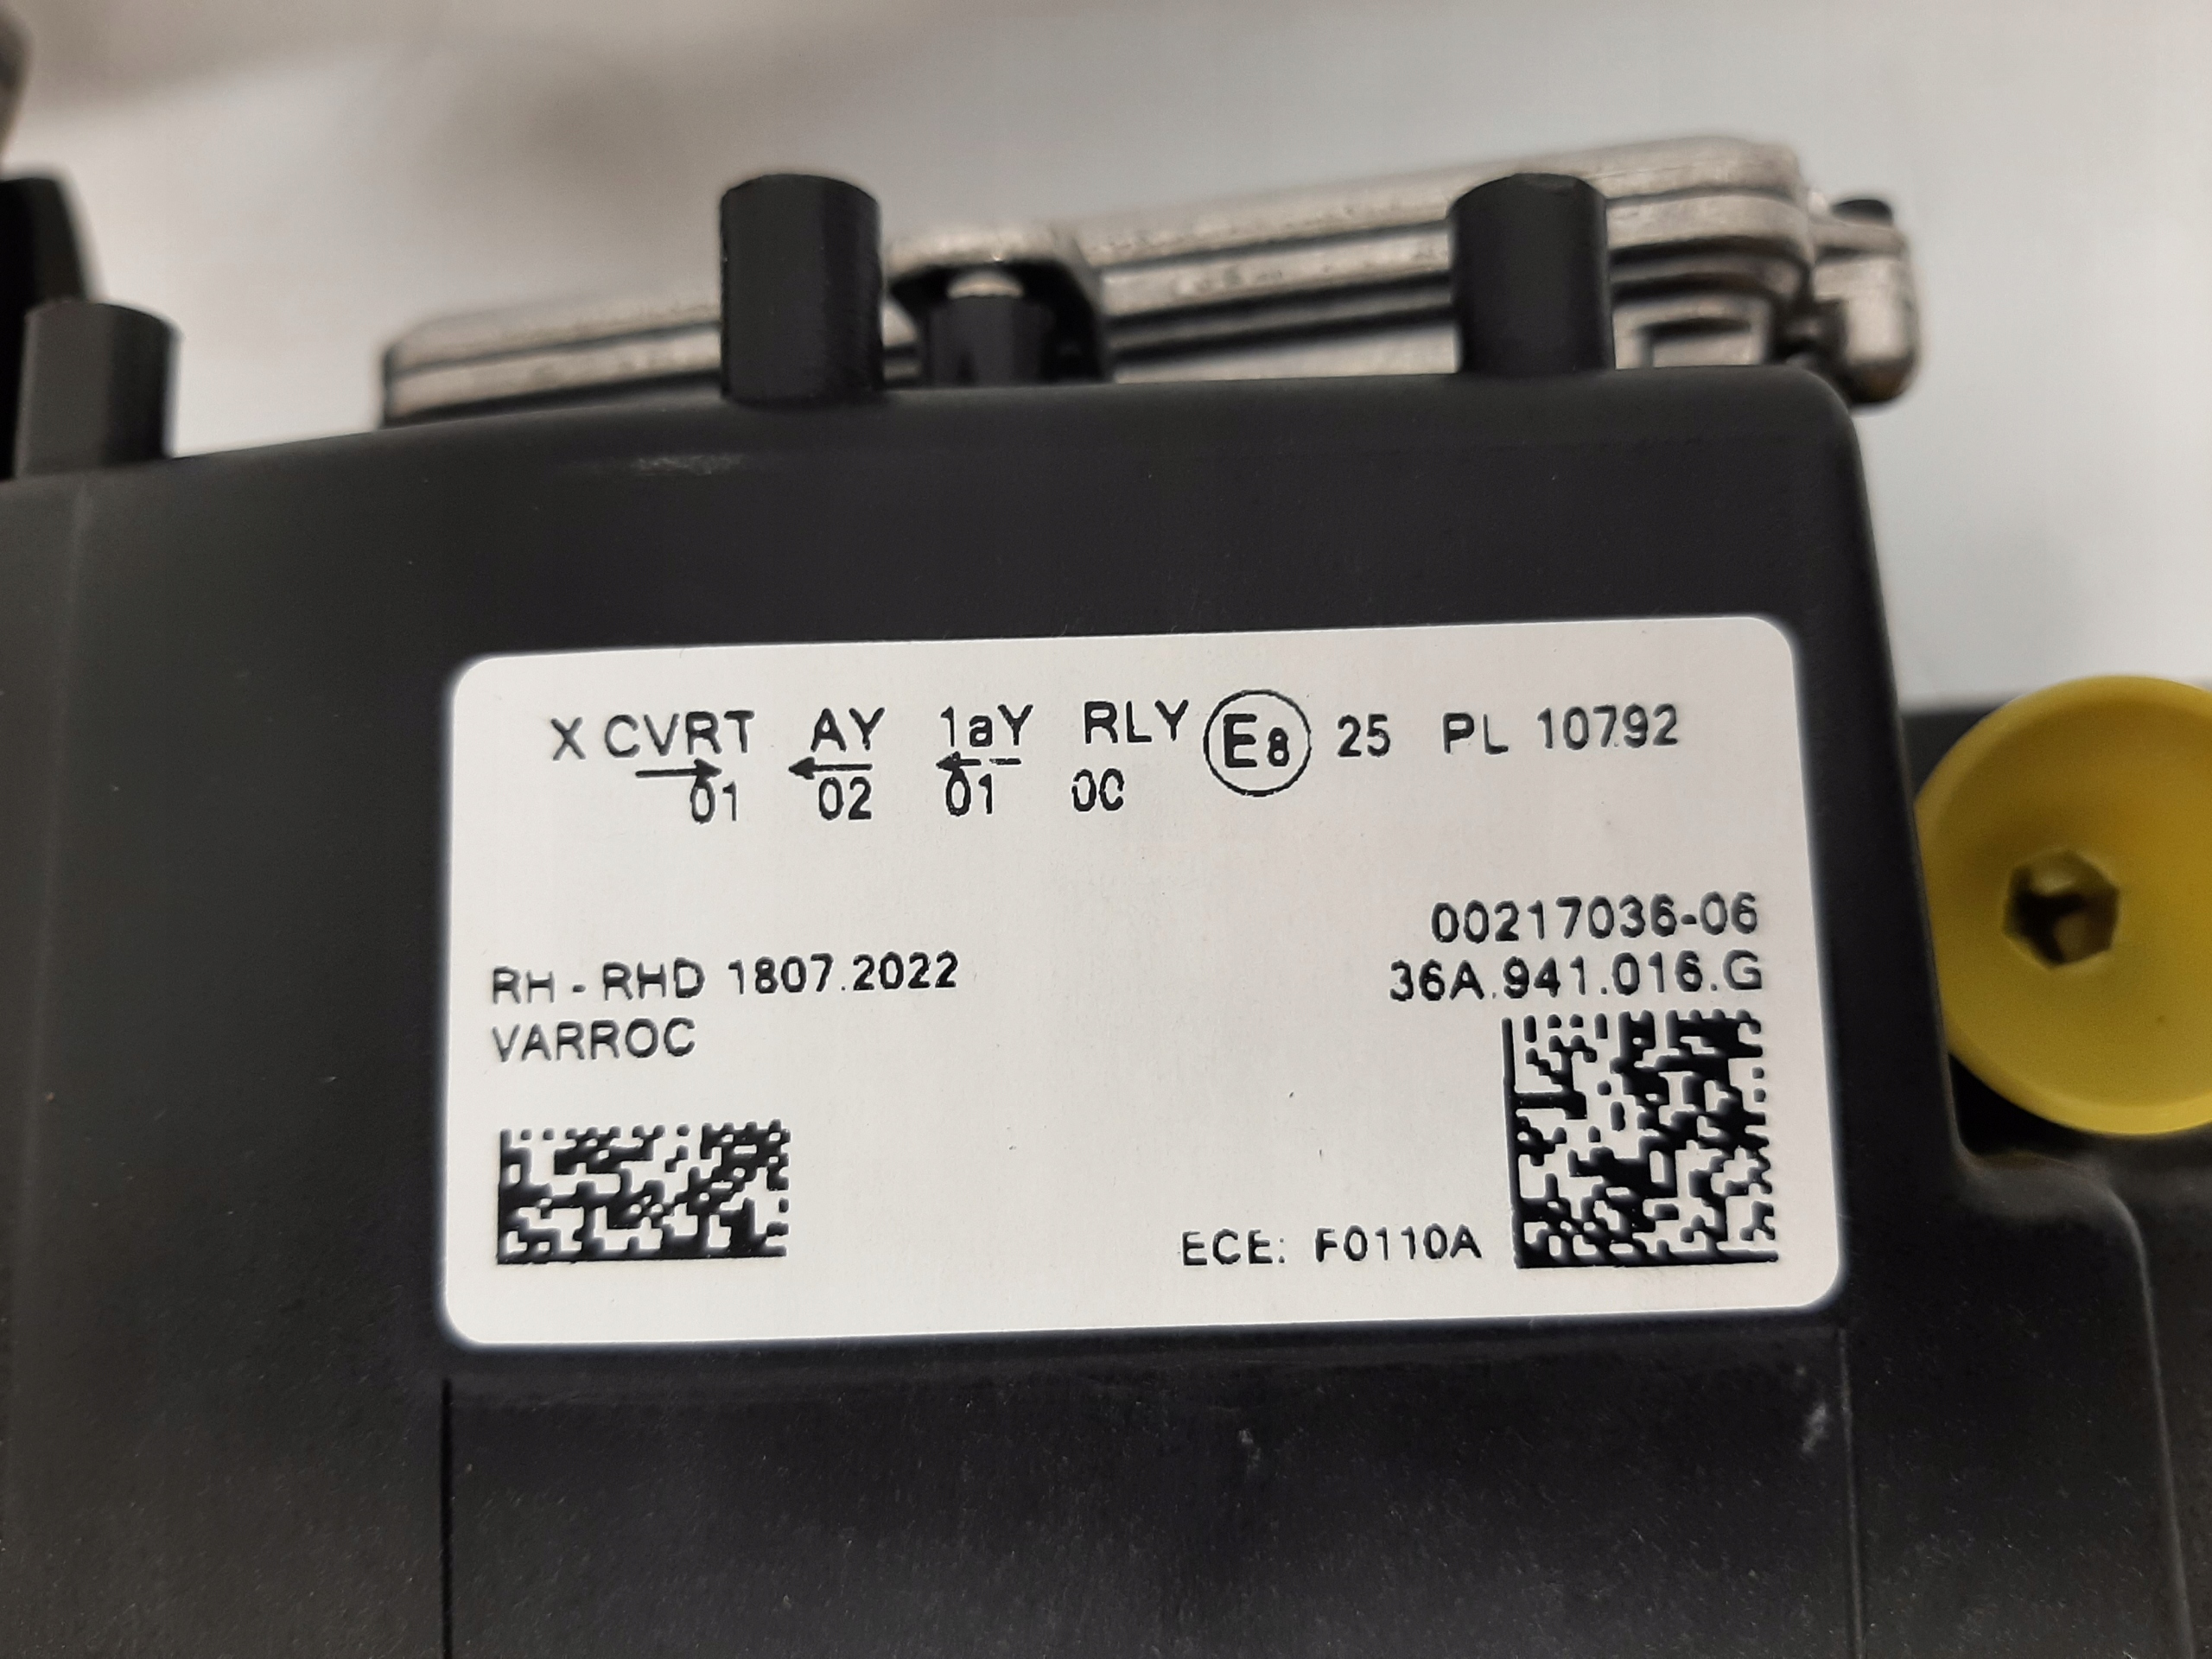 X CVRT AY 1aY RLY E8 25 PL 10792
01 02 01 00
00217036-06
RH - RHD 1807.2022 36A.941.016.G
VARROC
ECE: F0110A